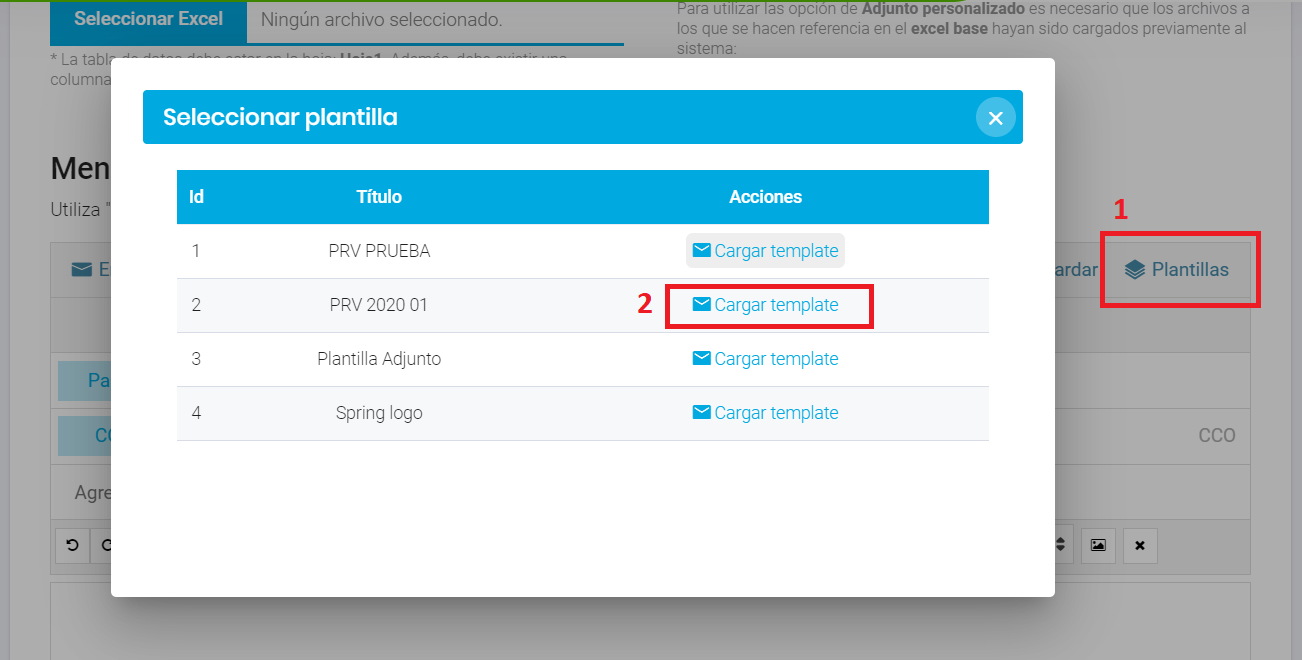 Seleccionar Excel
Ningún archivo seleccionado.
Para utilizar las opción de Adjunto personalizado es necesario que los archivos a
los que se hacen referencia en el excel base hayan sido cargados previamente al
sistema:
* La tabla de datos debe estar en la hoja: Hoja1. Además, debe existir una
columna
Seleccionar plantilla
Men
Utiliza "
Id Título Acciones
1 PRV PRUEBA Cargar template
2 PRV 2020 01 2 Cargar template
3 Plantilla Adjunto Cargar template
4 Spring logo Cargar template
1
E
ardar Plantillas
Pa
CC
CCO
Agre